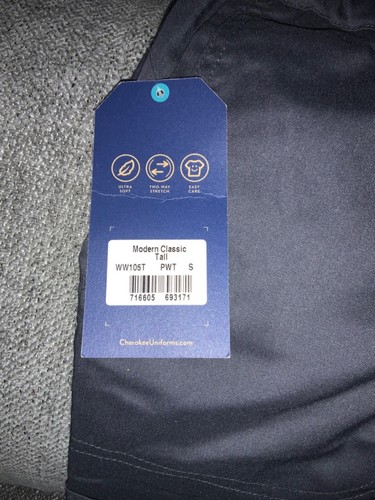 ULTRA SOFT
TWO-WAY STRETCH
EASY CARE
Modern Classic
Tall
WW105T PWT S
716605 693171
CherokeeUniforms.com